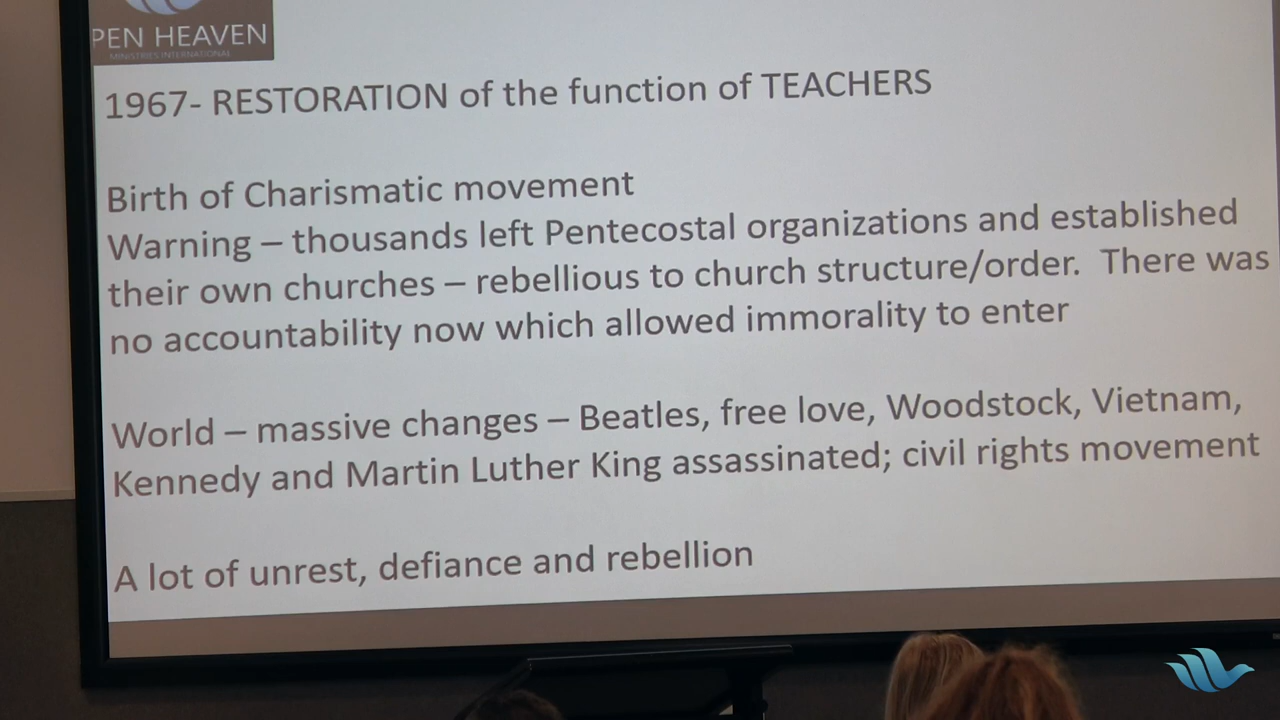 PEN HEAVEN
MINISTRIES INTERNATIONAL
1967- RESTORATION of the function of TEACHERS
Birth of Charismatic movement
Warning – thousands left Pentecostal organizations and established
their own churches – rebellious to church structure/order.  There was
no accountability now which allowed immorality to enter
World – massive changes – Beatles, free love, Woodstock, Vietnam,
Kennedy and Martin Luther King assassinated; civil rights movement
A lot of unrest, defiance and rebellion